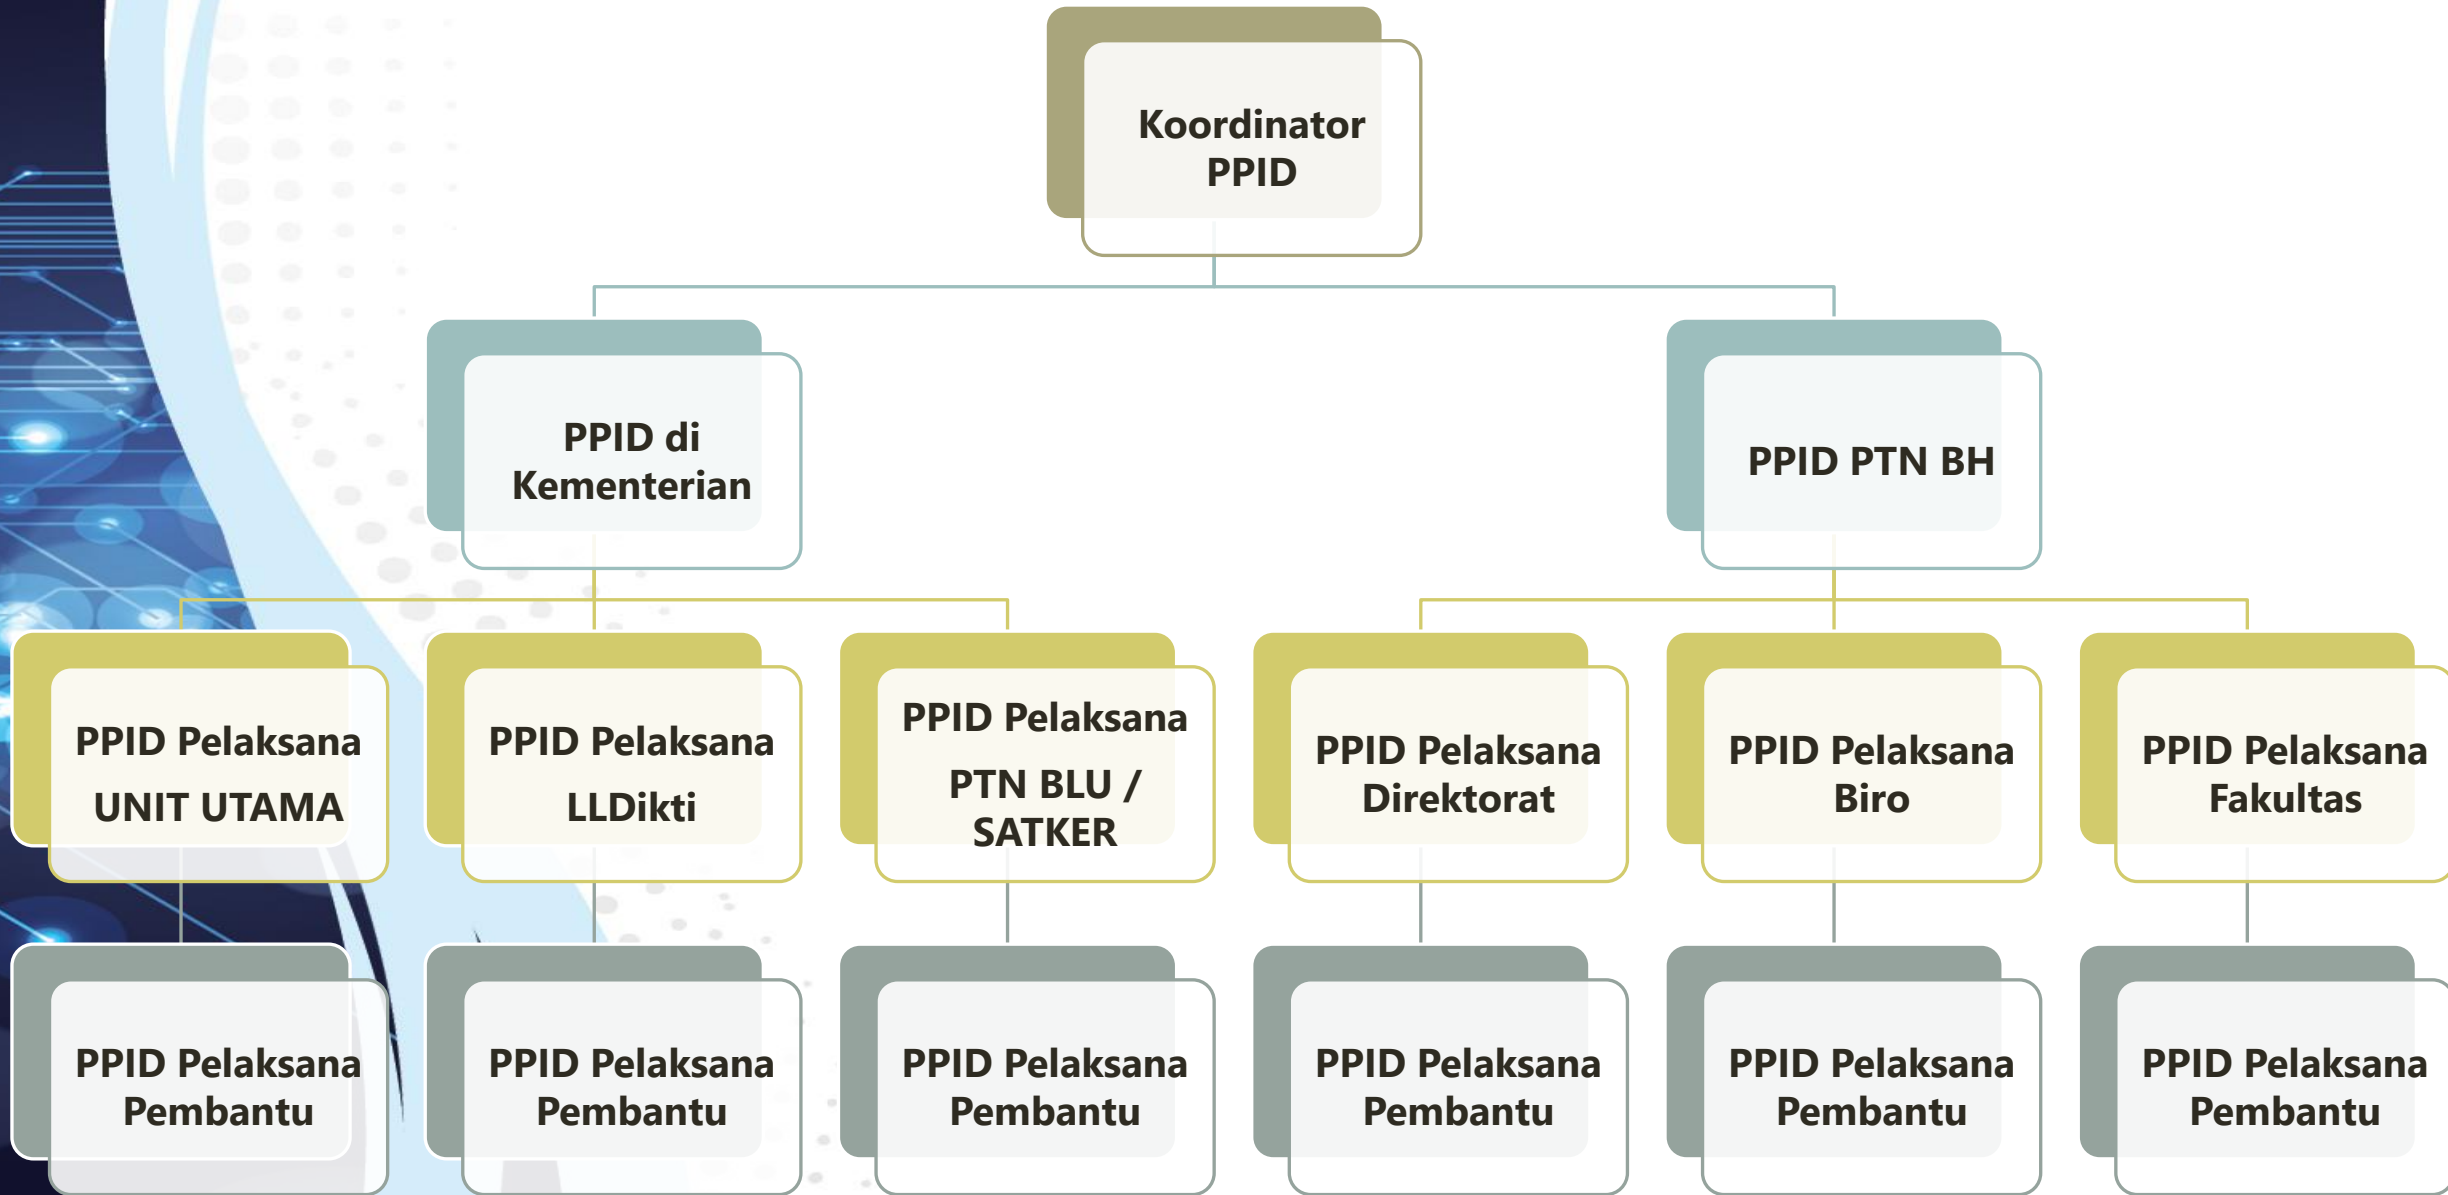 Koordinator
PPID
PPID di
Kementerian
PPID PTN BH
PPID Pelaksana
UNIT UTAMA
PPID Pelaksana
LLDikti
PPID Pelaksana
PTN BLU /
SATKER
PPID Pelaksana
Direktorat
PPID Pelaksana
Biro
PPID Pelaksana
Fakultas
PPID Pelaksana
Pembantu
PPID Pelaksana
Pembantu
PPID Pelaksana
Pembantu
PPID Pelaksana
Pembantu
PPID Pelaksana
Pembantu
PPID Pelaksana
Pembantu